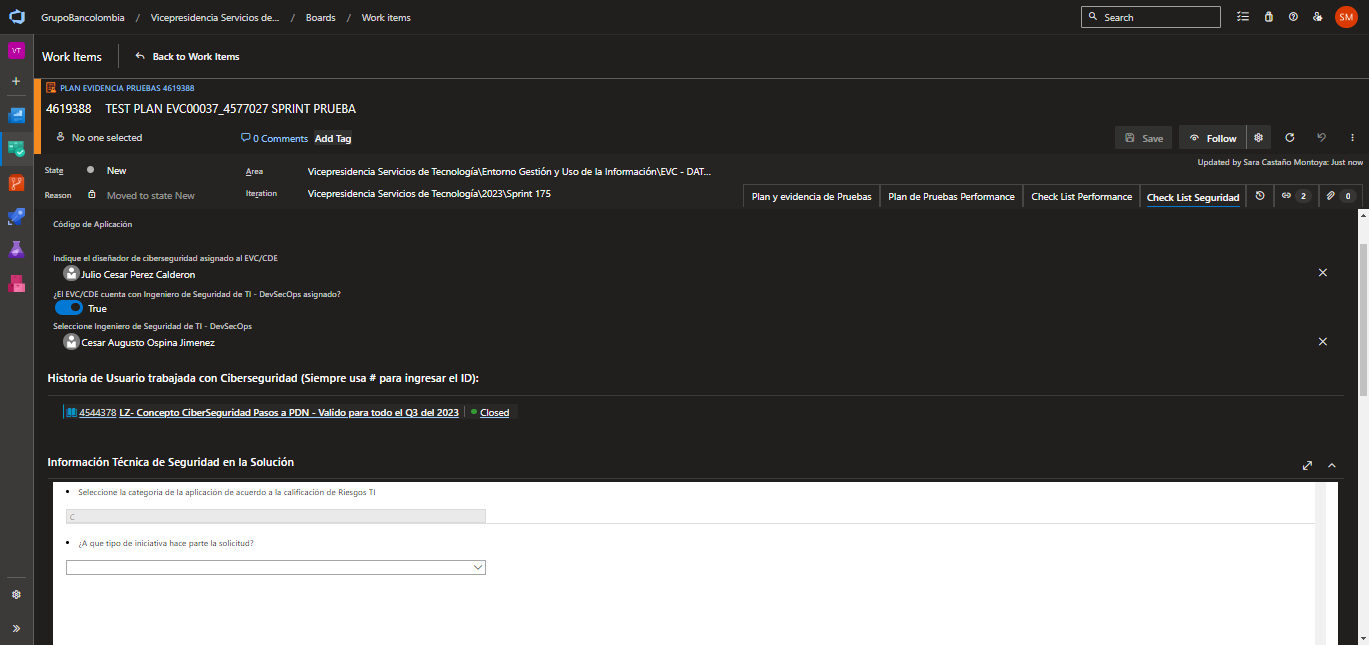 GrupoBancolombia / Vicepresidencia Servicios de... / Boards / Work items
Search
SM
VT
Work Items
Back to Work Items
PLAN EVIDENCIA PRUEBAS 4619388
4619388 TEST PLAN EVC00037_4577027 SPRINT PRUEBA
No one selected
0 Comments
Add Tag
Save
Follow
Updated by Sara Castaño Montoya: Just now
State New
Area Vicepresidencia Servicios de Tecnología\Entorno Gestión y Uso de la Información\EVC - DAT...
Reason Moved to state New
Iteration Vicepresidencia Servicios de Tecnología\2023\Sprint 175
Plan y evidencia de Pruebas
Plan de Pruebas Performance
Check List Performance
Check List Seguridad
2
0
Código de Aplicación
Indique el diseñador de ciberseguridad asignado al EVC/CDE
Julio Cesar Perez Calderon
¿El EVC/CDE cuenta con Ingeniero de Seguridad de TI - DevSecOps asignado?
True
Seleccione Ingeniero de Seguridad de TI - DevSecOps
Cesar Augusto Ospina Jimenez
Historia de Usuario trabajada con Ciberseguridad (Siempre usa # para ingresar el ID):
4544378 LZ- Concepto CiberSeguridad Pasos a PDN - Valido para todo el Q3 del 2023 Closed
Información Técnica de Seguridad en la Solución
• Seleccione la categoria de la aplicación de acuerdo a la calificación de Riesgos TI
C
• ¿A que tipo de iniciativa hace parte la solicitud?